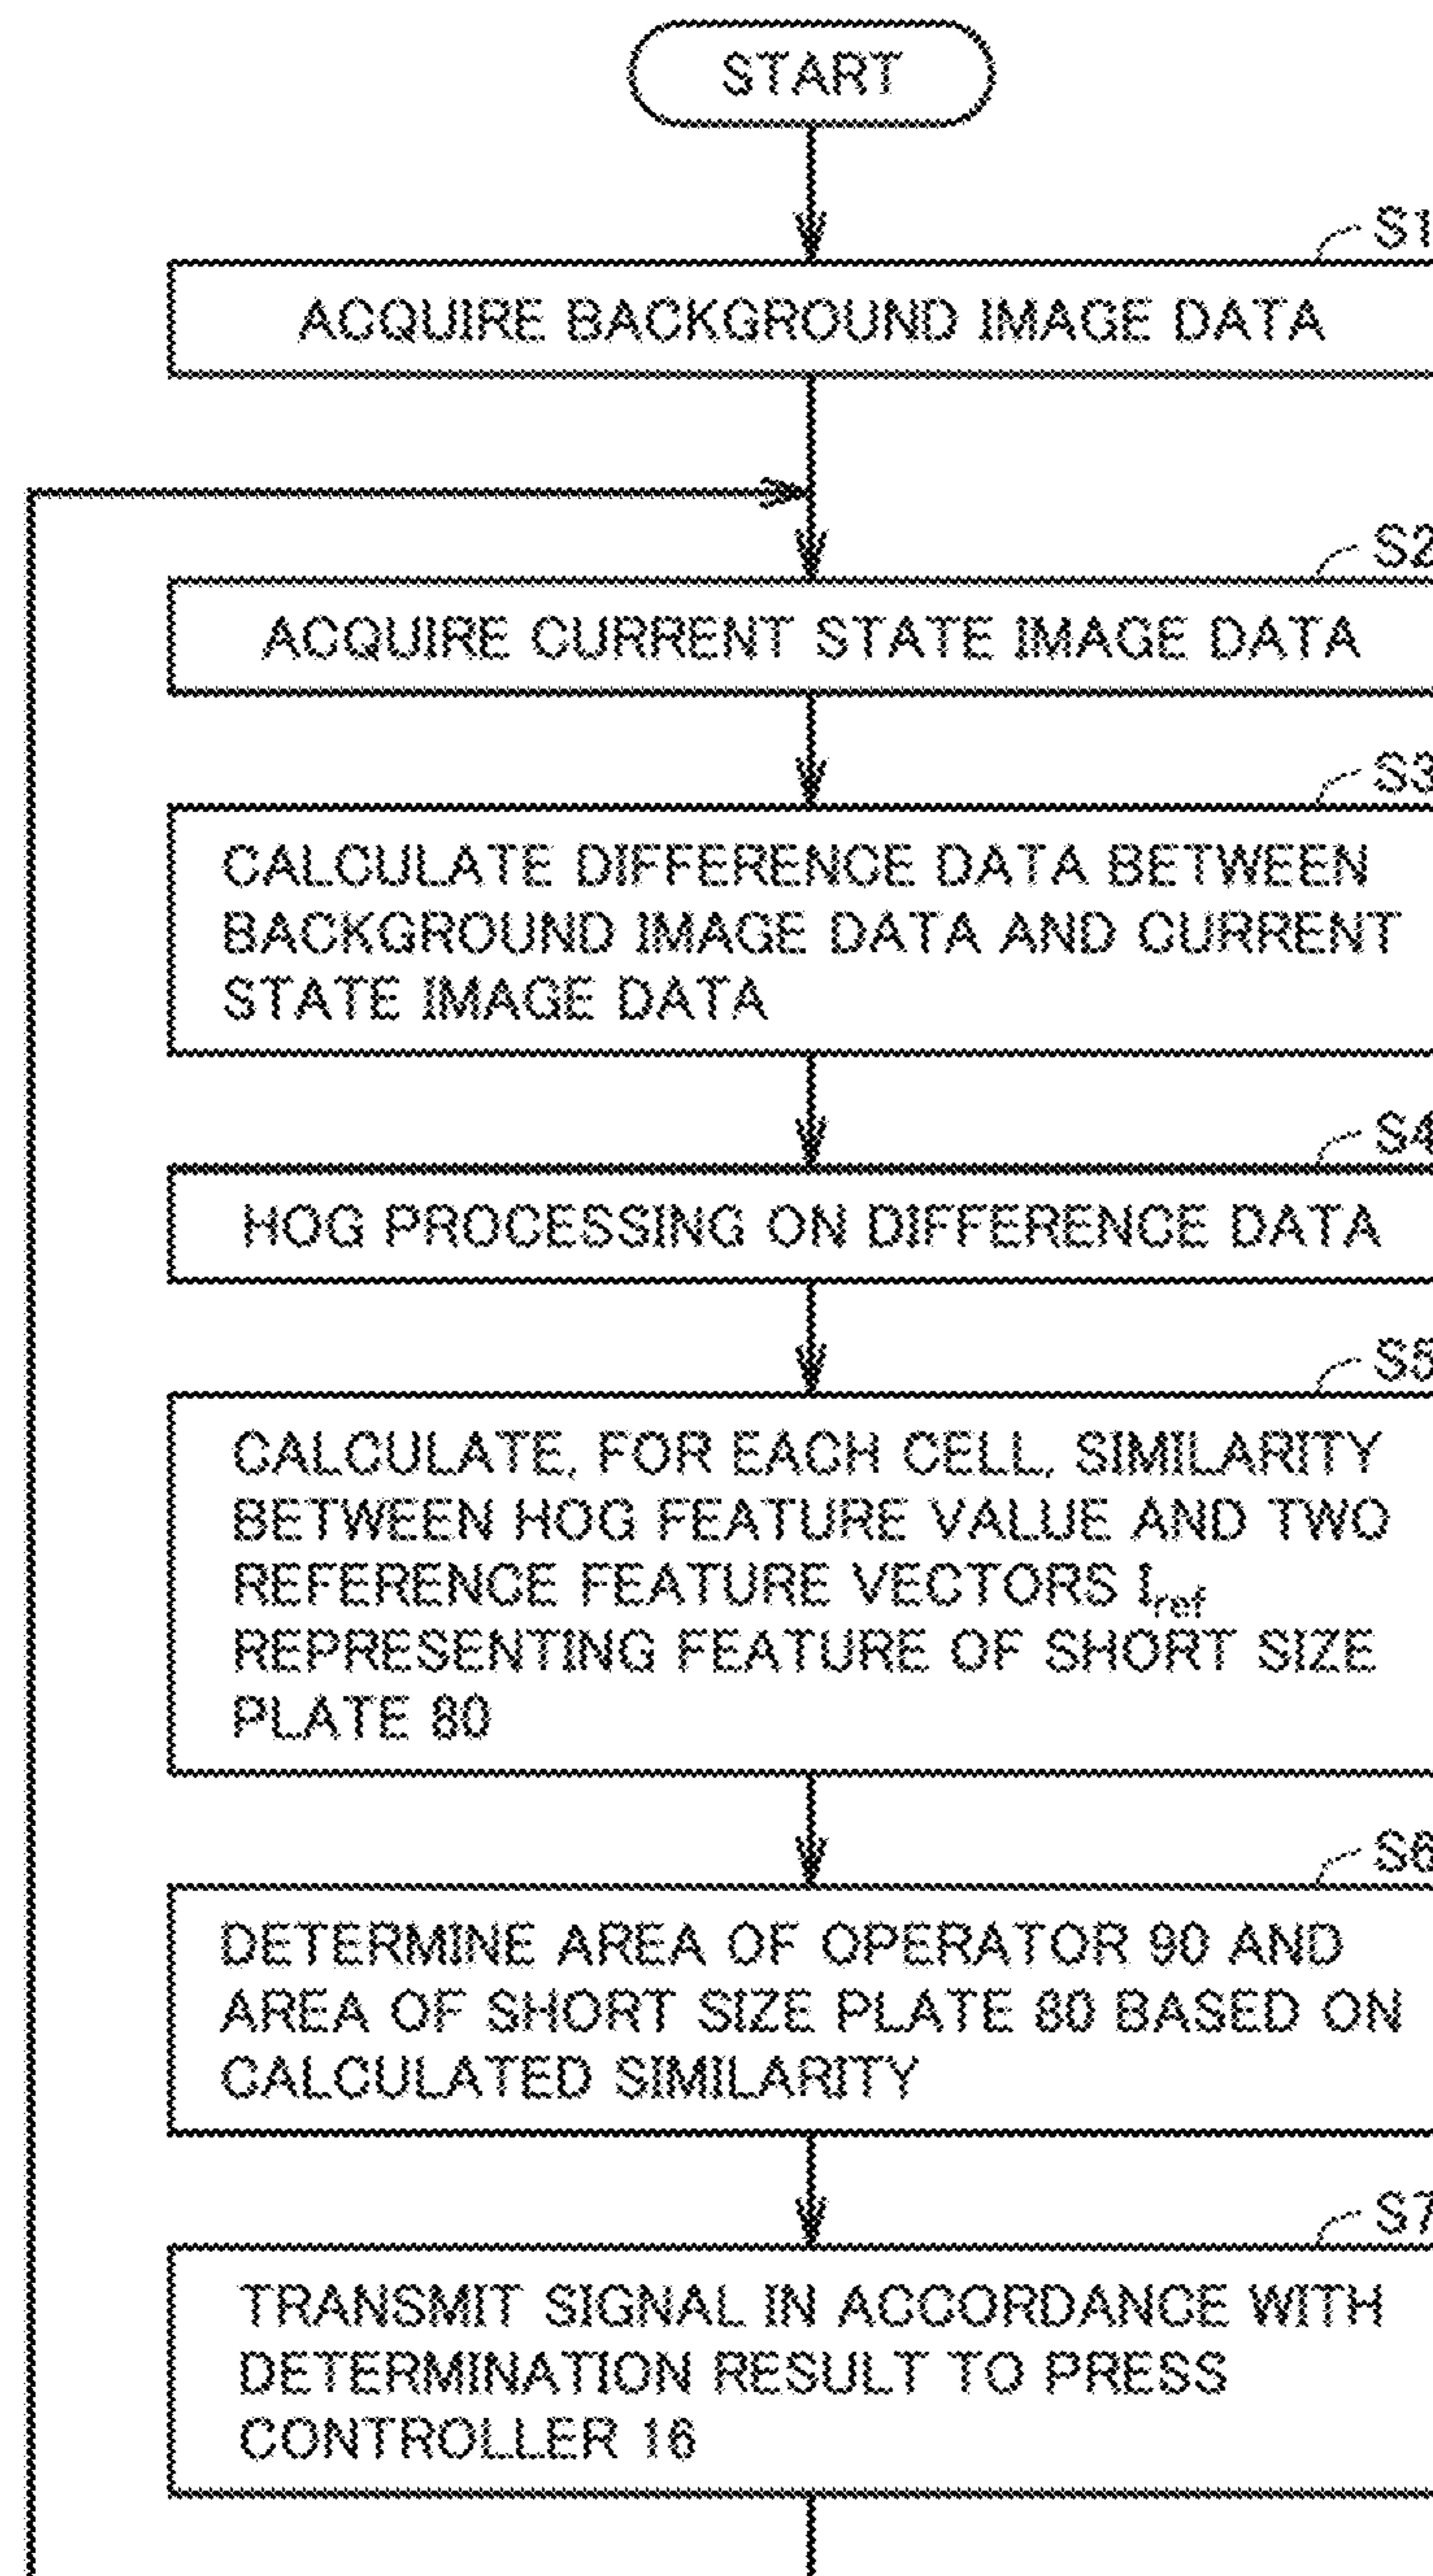 START
S1
ACQUIRE BACKGROUND IMAGE DATA
S2
ACQUIRE CURRENT STATE IMAGE DATA
S3
CALCULATE DIFFERENCE DATA BETWEEN
BACKGROUND IMAGE DATA AND CURRENT
STATE IMAGE DATA
S4
HOG PROCESSING ON DIFFERENCE DATA
S5
CALCULATE, FOR EACH CELL, SIMILARITY
BETWEEN HOG FEATURE VALUE AND TWO
REFERENCE FEATURE VECTORS Iref
REPRESENTING FEATURE OF SHORT SIZE
PLATE 80
S6
DETERMINE AREA OF OPERATOR 90 AND
AREA OF SHORT SIZE PLATE 80 BASED ON
CALCULATED SIMILARITY
S7
TRANSMIT SIGNAL IN ACCORDANCE WITH
DETERMINATION RESULT TO PRESS
CONTROLLER 16